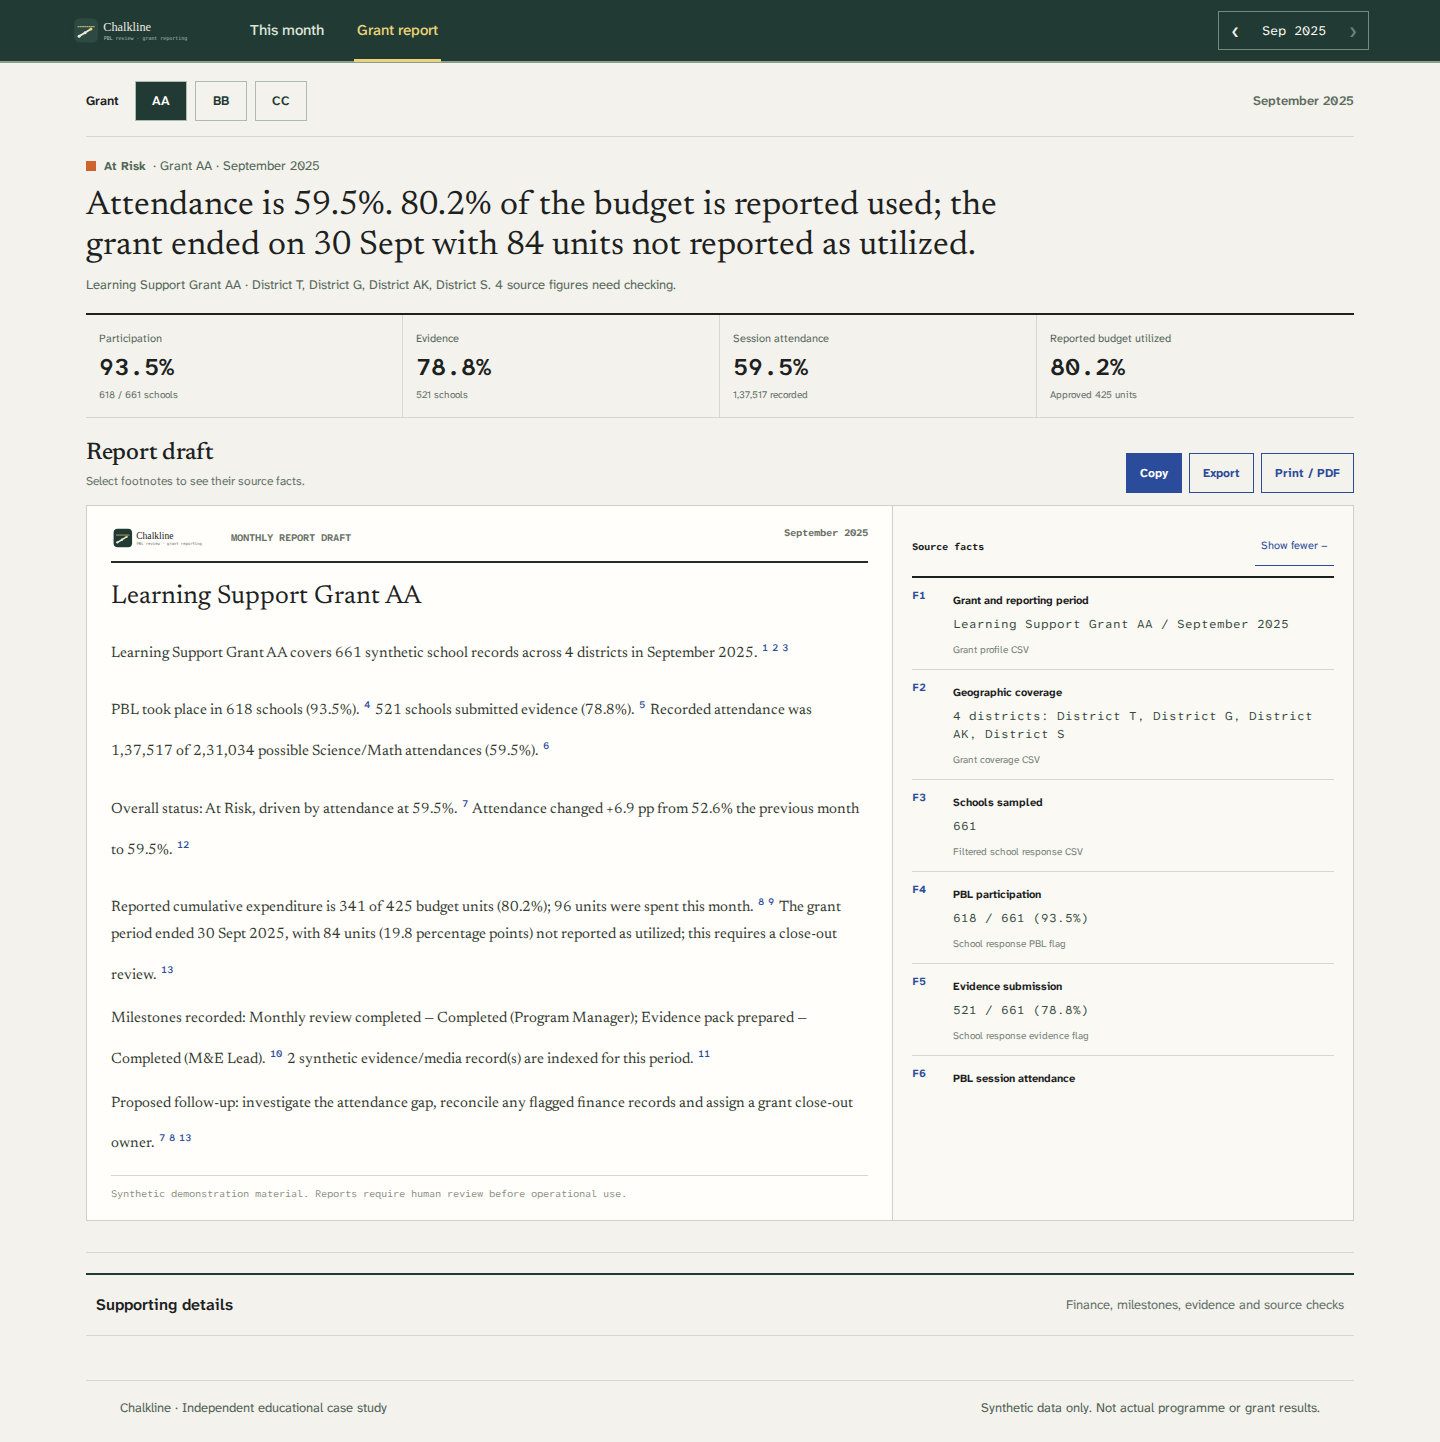 Chalkline
PBL review · grant reporting
This month
Grant report
‹ Sep 2025 ›
Grant
AA
BB
CC
September 2025
At Risk · Grant AA · September 2025
Attendance is 59.5%. 80.2% of the budget is reported used; the
grant ended on 30 Sept with 84 units not reported as utilized.
Learning Support Grant AA · District T, District G, District AK, District S. 4 source figures need checking.
Participation
93.5%
618 / 661 schools
Evidence
78.8%
521 schools
Session attendance
59.5%
1,37,517 recorded
Reported budget utilized
80.2%
Approved 425 units
Report draft
Select footnotes to see their source facts.
Copy
Export
Print / PDF
Chalkline
PBL review · grant reporting
MONTHLY REPORT DRAFT
September 2025
Learning Support Grant AA
Learning Support Grant AA covers 661 synthetic school records across 4 districts in September 2025. 1 2 3
PBL took place in 618 schools (93.5%). 4 521 schools submitted evidence (78.8%). 5 Recorded attendance was
1,37,517 of 2,31,034 possible Science/Math attendances (59.5%). 6
Overall status: At Risk, driven by attendance at 59.5%. 7 Attendance changed +6.9 pp from 52.6% the previous month
to 59.5%. 12
Reported cumulative expenditure is 341 of 425 budget units (80.2%); 96 units were spent this month. 8 9 The grant
period ended 30 Sept 2025, with 84 units (19.8 percentage points) not reported as utilized; this requires a close-out
review. 13
Milestones recorded: Monthly review completed — Completed (Program Manager); Evidence pack prepared —
Completed (M&E Lead). 10 2 synthetic evidence/media record(s) are indexed for this period. 11
Proposed follow-up: investigate the attendance gap, reconcile any flagged finance records and assign a grant close-out
owner. 7 8 13
Synthetic demonstration material. Reports require human review before operational use.
Source facts
Show fewer –
F1
Grant and reporting period
Learning Support Grant AA / September 2025
Grant profile CSV
F2
Geographic coverage
4 districts: District T, District G, District
AK, District S
Grant coverage CSV
F3
Schools sampled
661
Filtered school response CSV
F4
PBL participation
618 / 661 (93.5%)
School response PBL flag
F5
Evidence submission
521 / 661 (78.8%)
School response evidence flag
F6
PBL session attendance
Supporting details
Finance, milestones, evidence and source checks
Chalkline · Independent educational case study
Synthetic data only. Not actual programme or grant results.